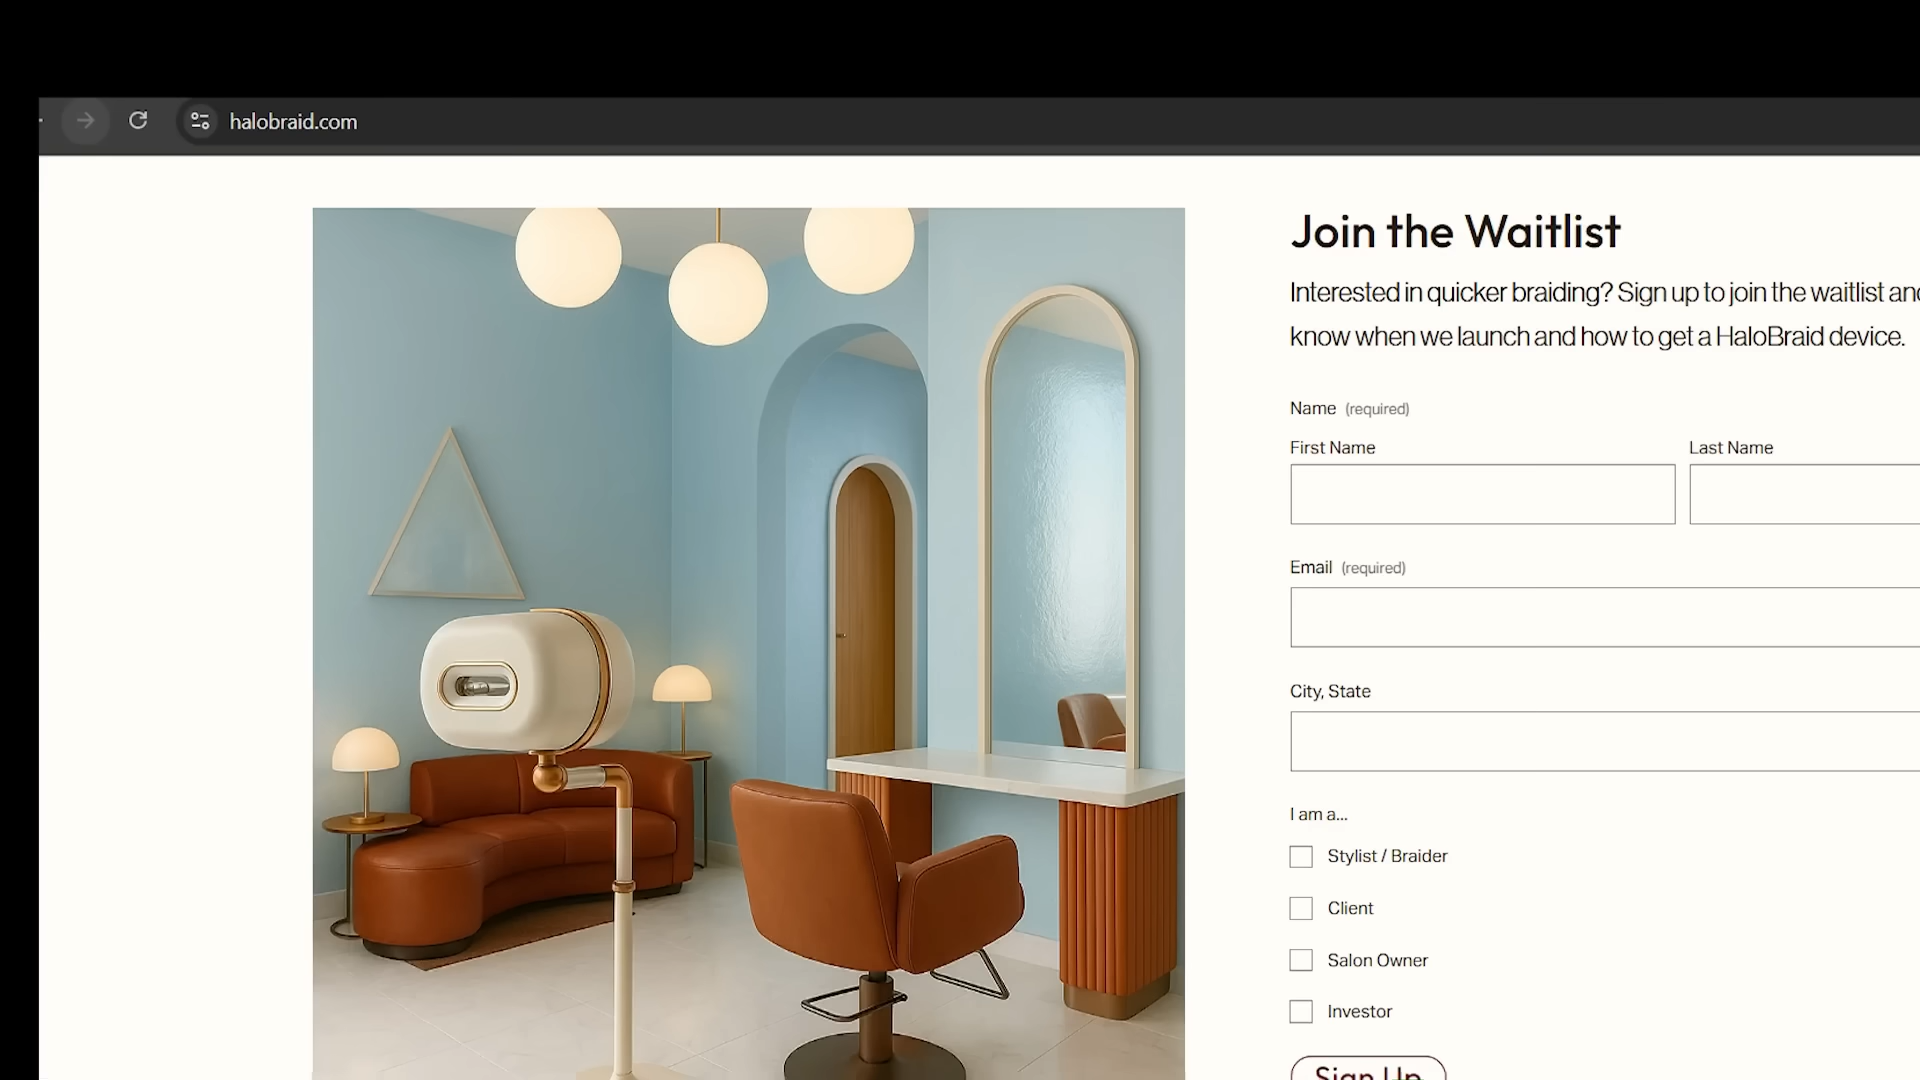 halobraid.com
Join the Waitlist
Interested in quicker braiding? Sign up to join the waitlist
know when we launch and how to get a HaloBraid device.
Name (required)
First Name
Last Name
Email (required)
City, State
I am a...
Stylist / Braider
Client
Salon Owner
Investor
Sign Up